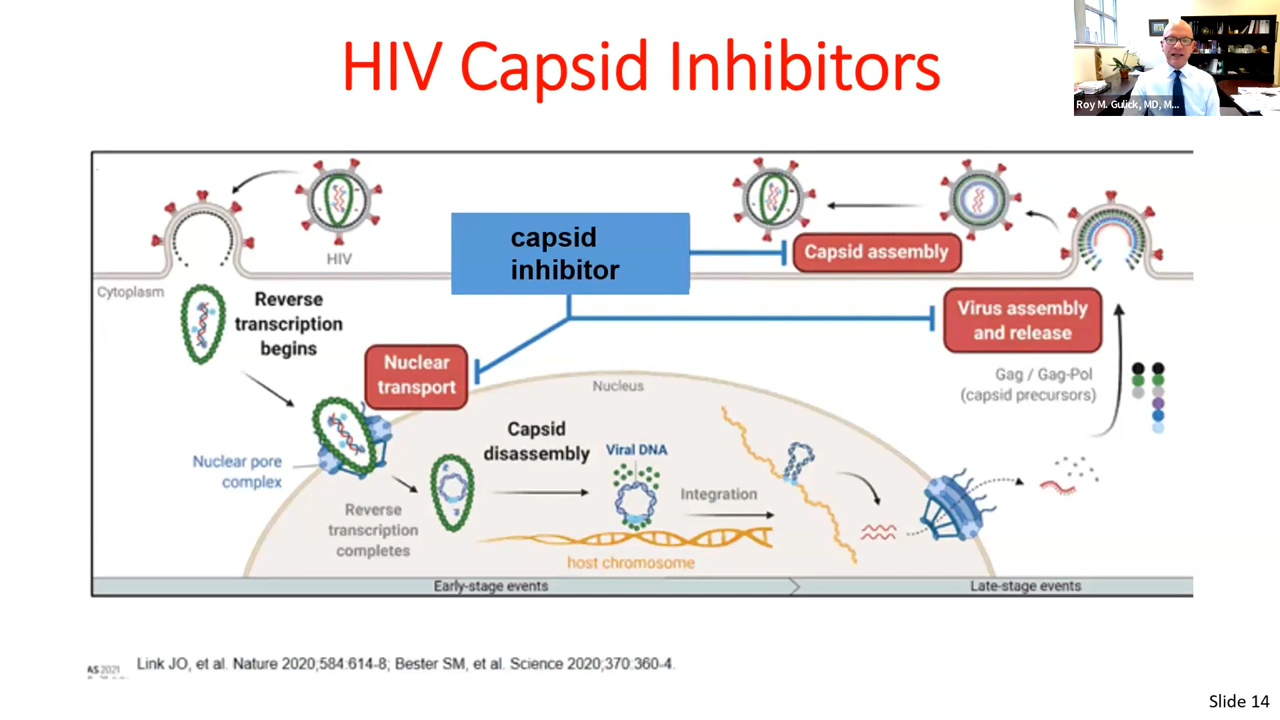 HIV Capsid Inhibitors
Roy M. Gulick, MD, M...
HIV
capsid
inhibitor
Capsid assembly
Cytoplasm
Reverse
transcription
begins
Virus assembly
and release
Nuclear
transport
Nucleus
Gag / Gag-Pol
(capsid precursors)
Capsid
disassembly
Viral DNA
Nuclear pore
complex
Integration
Reverse
transcription
completes
host chromosome
Early-stage events
Late-stage events
AS 2021
Link JO, et al. Nature 2020;584:614-8; Bester SM, et al. Science 2020;370:360-4.
Slide 14